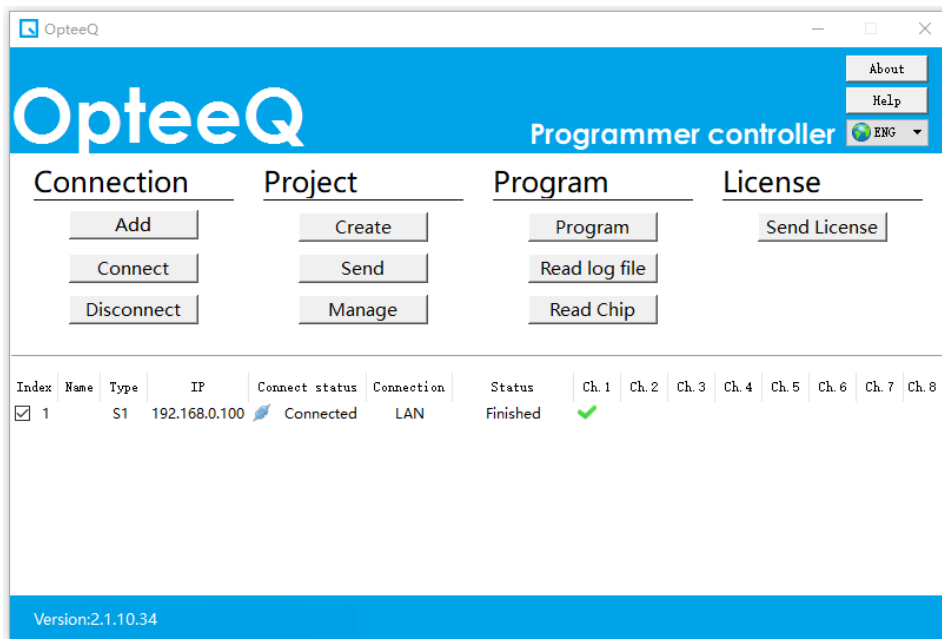 OpteeQ
About
Help
OpteeQ
Programmer controller
ENG
Connection Project Program License
Add Create Program Send License
Connect Send Read log file
Disconnect Manage Read Chip
Index Name Type IP Connect status Connection Status Ch.1 Ch.2 Ch.3 Ch.4 Ch.5 Ch.6 Ch.7 Ch.8
1 S1 192.168.0.100 Connected LAN Finished
Version:2.1.10.34